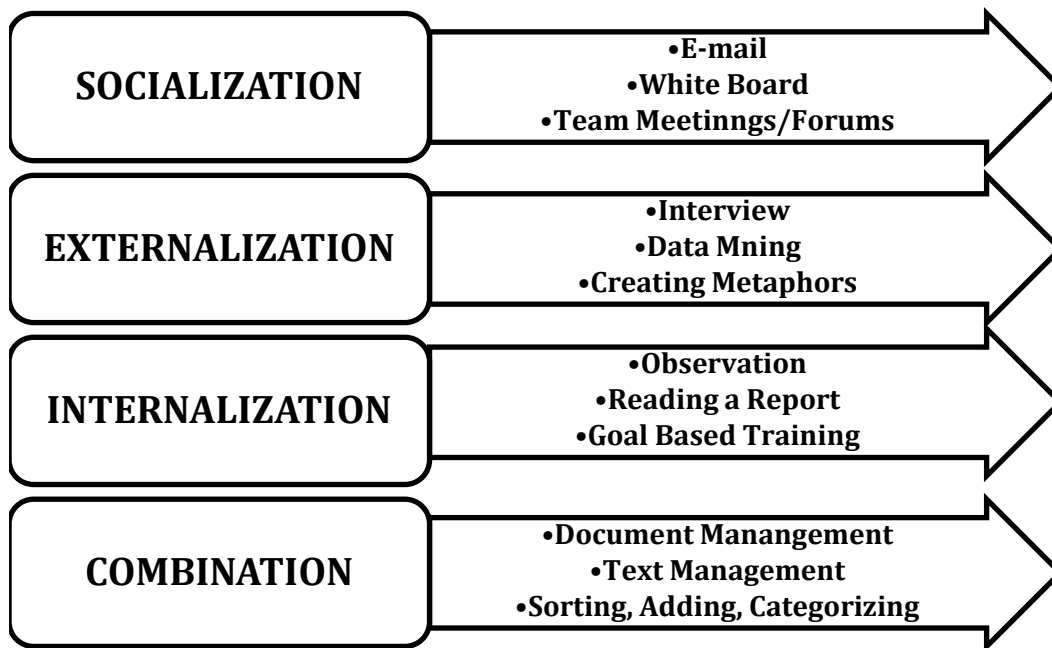 SOCIALIZATION
•E-mail
•White Board
•Team Meetinngs/Forums
EXTERNALIZATION
•Interview
•Data Mning
•Creating Metaphors
INTERNALIZATION
•Observation
•Reading a Report
•Goal Based Training
COMBINATION
•Document Manangement
•Text Management
•Sorting, Adding, Categorizing